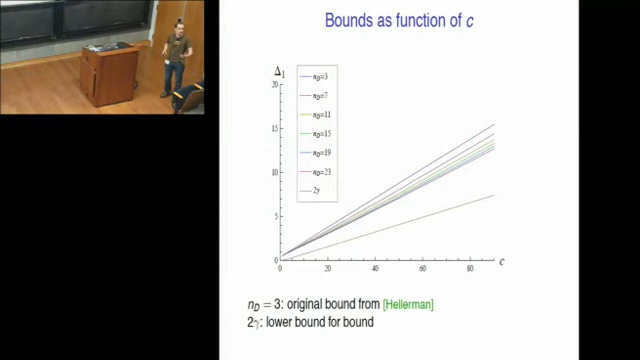 Bounds as function of c
Δ1
20
15
10
5
0
n_D=3
n_D=7
n_D=11
n_D=15
n_D=19
n_D=23
2γ
0 20 40 60 80 c
n_D = 3: original bound from [Hellerman]
2γ: lower bound for bound